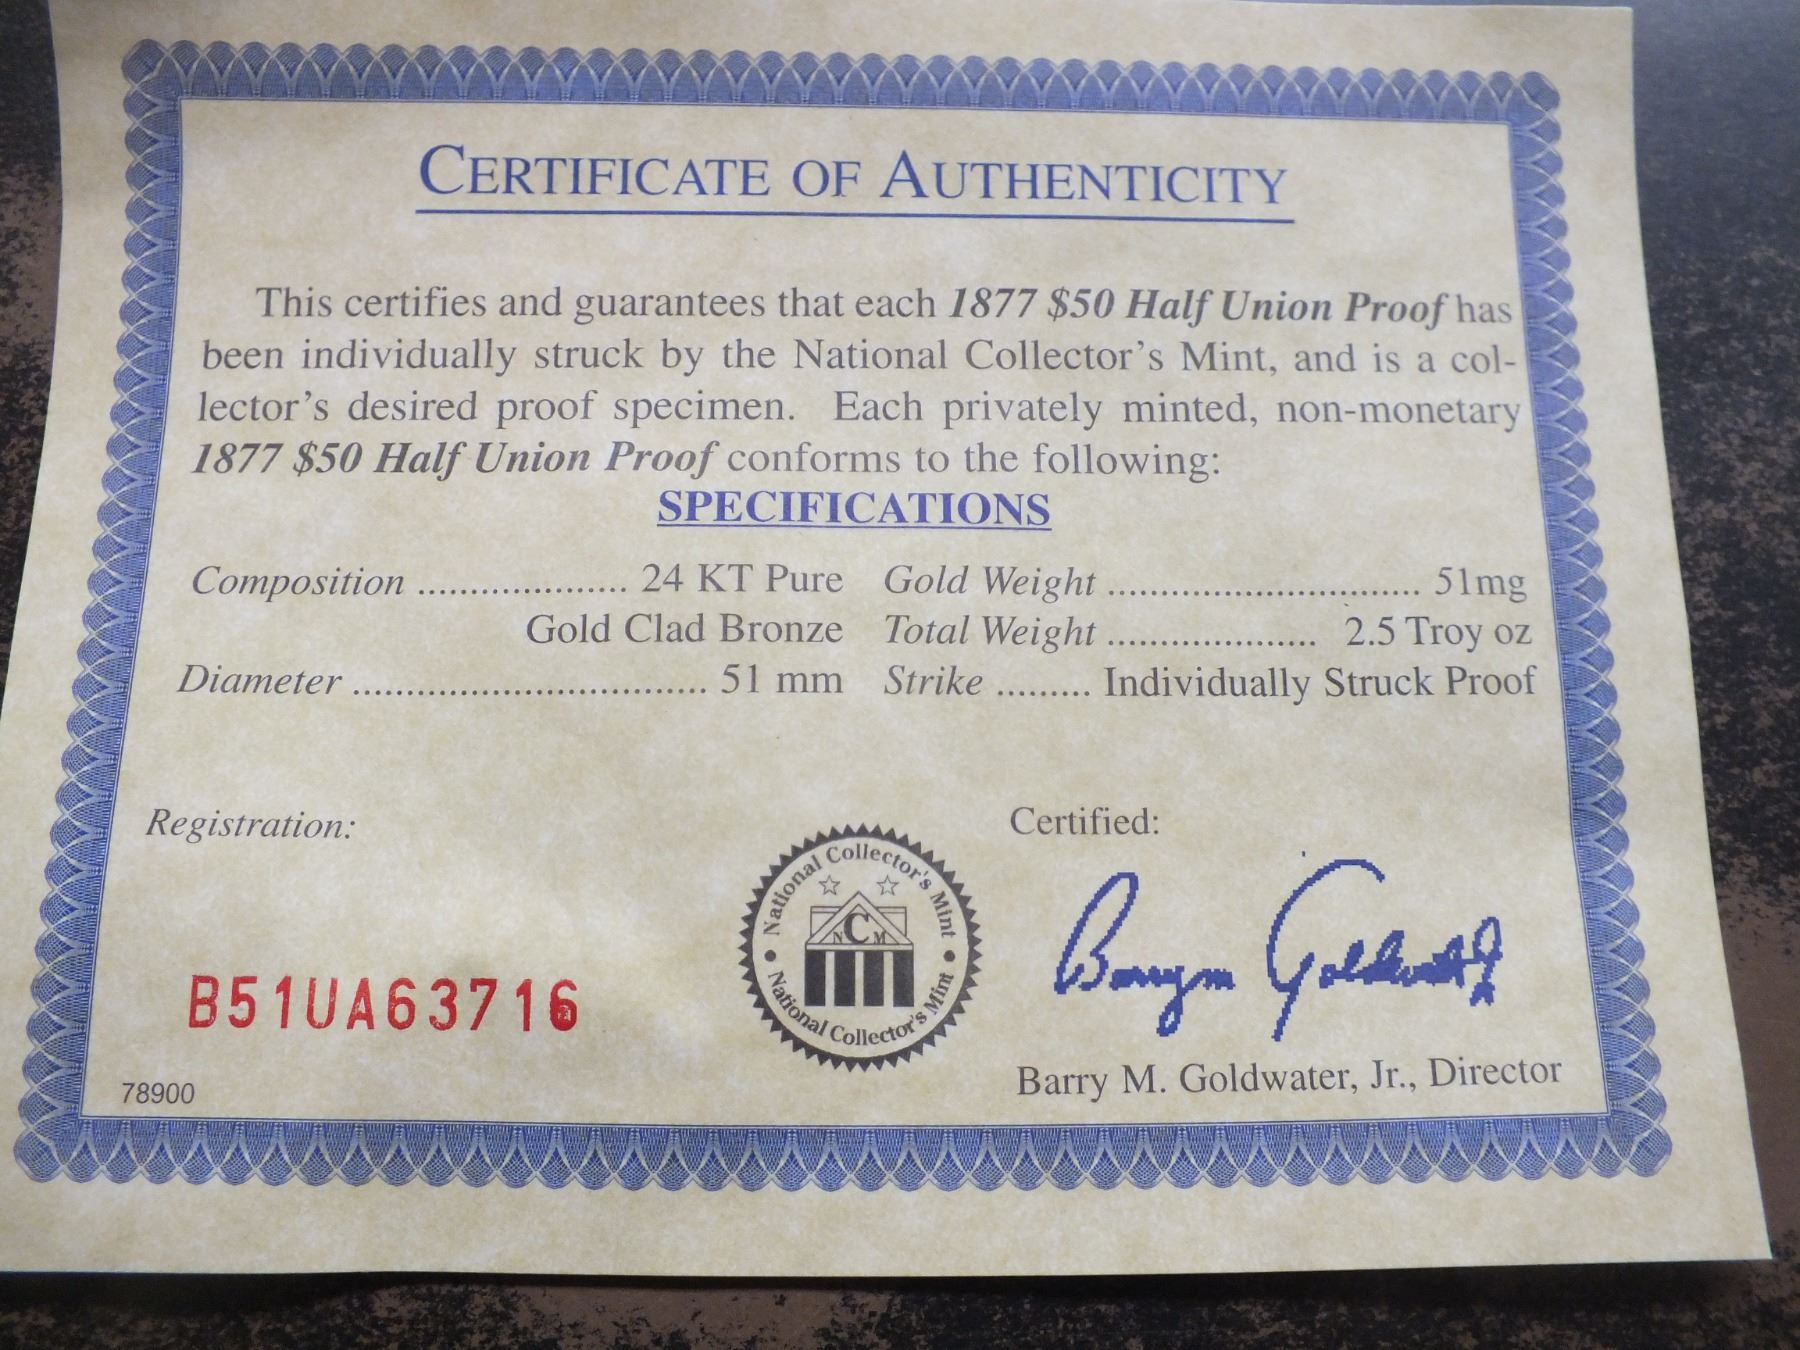 CERTIFICATE OF AUTHENTICITY
This certifies and guarantees that each 1877 $50 Half Union Proof has
been individually struck by the National Collector's Mint, and is a col-
lector's desired proof specimen. Each privately minted, non-monetary
1877 $50 Half Union Proof conforms to the following:
SPECIFICATIONS
Composition .................... 24 KT Pure
Gold Clad Bronze
Diameter ................................. 51 mm
Gold Weight ............................. 51mg
Total Weight .................... 2.5 Troy oz
Strike ......... Individually Struck Proof
Registration:
B51UA63716
78900
National Collector's Mint
NCM
National Collector's Mint
Certified:
Barry M Goldwater Jr
Barry M. Goldwater, Jr., Director